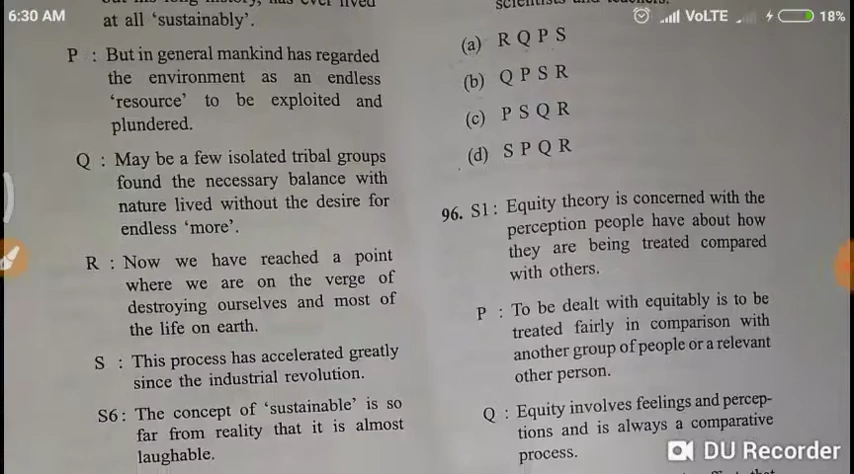 6:30 AM
VoLTE
18%
at all 'sustainably'.
P : But in general mankind has regarded
the environment as an endless
'resource' to be exploited and
plundered.
Q : May be a few isolated tribal groups
found the necessary balance with
nature lived without the desire for
endless 'more'.
R : Now we have reached a point
where we are on the verge of
destroying ourselves and most of
the life on earth.
S : This process has accelerated greatly
since the industrial revolution.
S6 : The concept of 'sustainable' is so
far from reality that it is almost
laughable.
(a) R Q P S
(b) Q P S R
(c) P S Q R
(d) S P Q R
96. S1 : Equity theory is concerned with the
perception people have about how
they are being treated compared
with others.
P : To be dealt with equitably is to be
treated fairly in comparison with
another group of people or a relevant
other person.
Q : Equity involves feelings and percep-
tions and is always a comparative
process.
DU Recorder